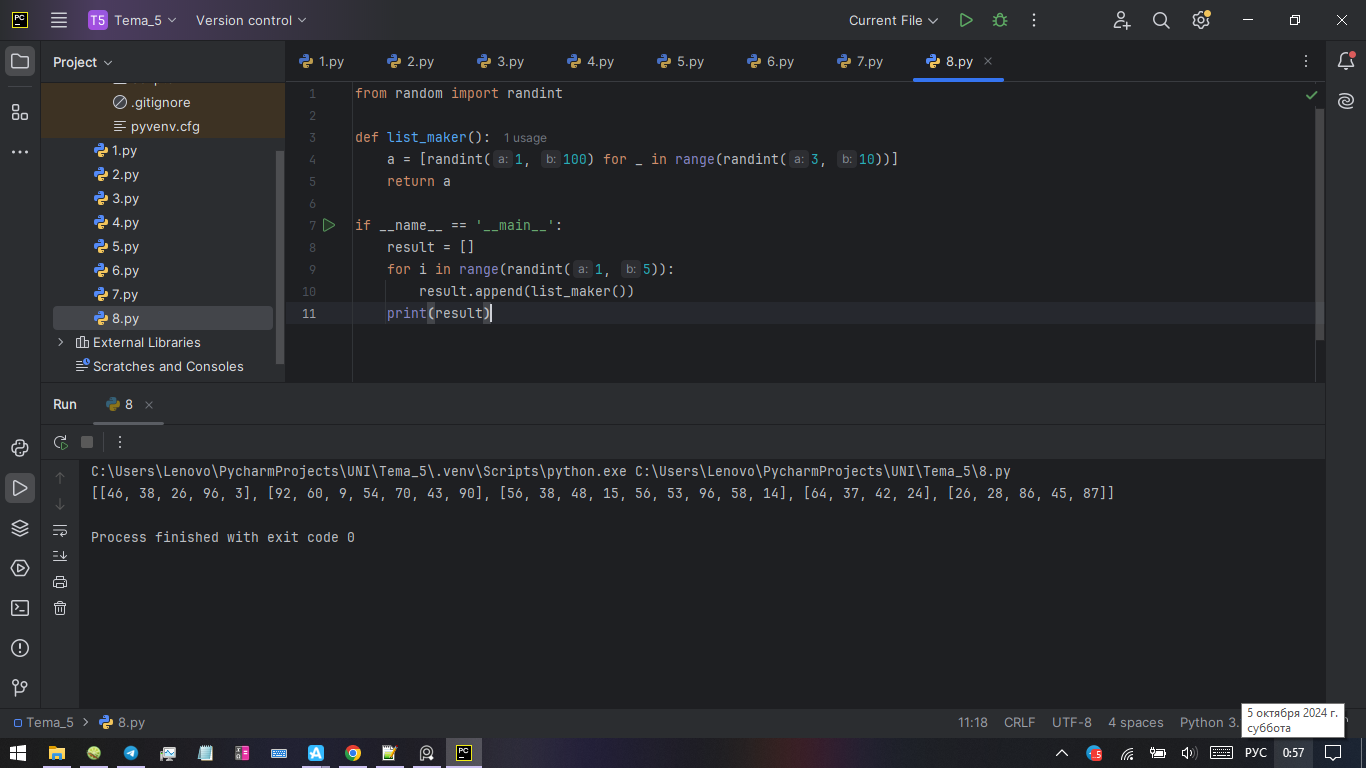 PC
T5 Tema_5 Version control Current File
Project
1.py 2.py 3.py 4.py 5.py 6.py 7.py 8.py
.gitignore
pyvenv.cfg
1.py
2.py
3.py
4.py
5.py
6.py
7.py
8.py
External Libraries
Scratches and Consoles
1 from random import randint
2
3 def list_maker(): 1 usage
4 a = [randint( a: 1, b: 100) for _ in range(randint( a: 3, b: 10))]
5 return a
6
7 if __name__ == '__main__':
8 result = []
9 for i in range(randint( a: 1, b: 5)):
10 result.append(list_maker())
11 print(result)
Run 8
C:\Users\Lenovo\PycharmProjects\UNI\Tema_5\.venv\Scripts\python.exe C:\Users\Lenovo\PycharmProjects\UNI\Tema_5\8.py
[[46, 38, 26, 96, 3], [92, 60, 9, 54, 70, 43, 90], [56, 38, 48, 15, 56, 53, 96, 58, 14], [64, 37, 42, 24], [26, 28, 86, 45, 87]]
Process finished with exit code 0
Tema_5 8.py 11:18 CRLF UTF-8 4 spaces Python 3.
5 октября 2024 г.
суббота
PC РУС 0:57